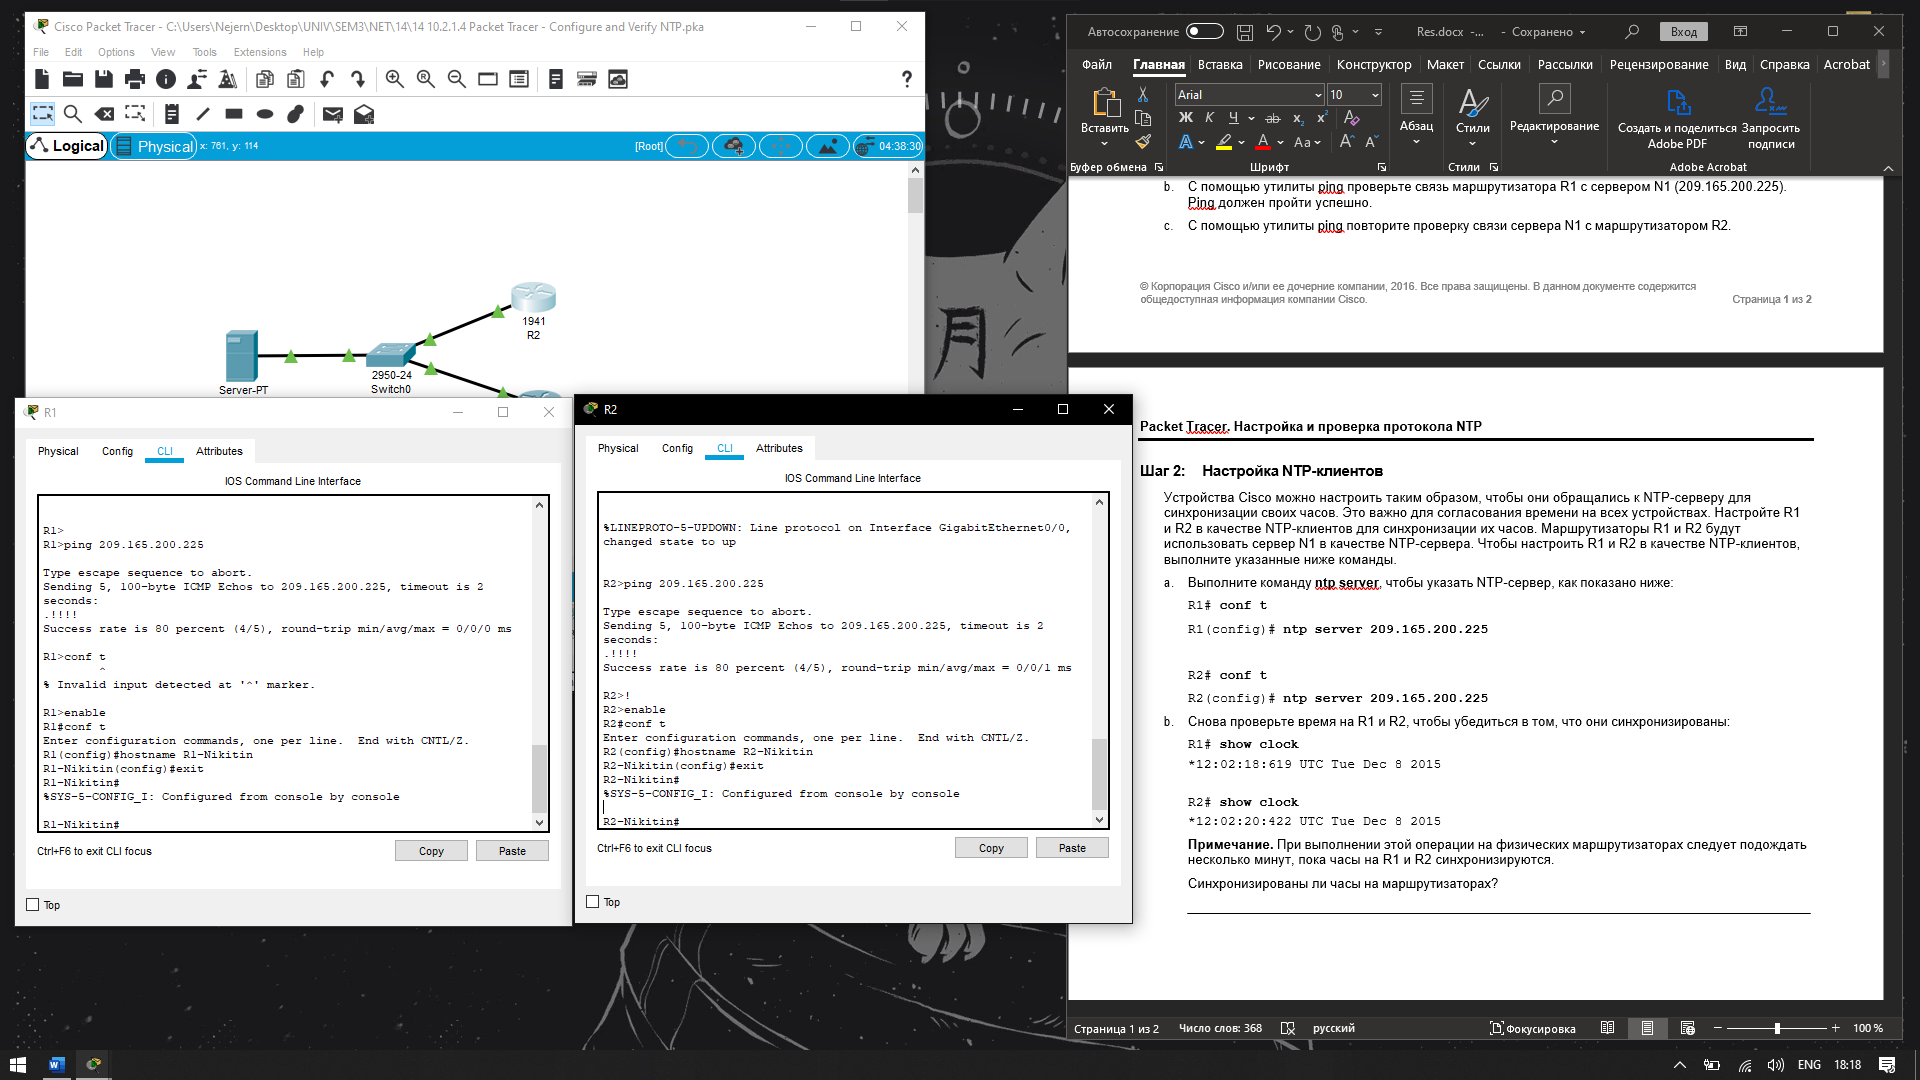 Cisco Packet Tracer - C:\Users\Nejern\Desktop\UNIV\SEM3\NET\14\14 10.2.1.4 Packet Tracer - Configure and Verify NTP.pka
File Edit Options View Tools Extensions Help
?
Logical Physical x: 761, y: 114 [Root] 04:38:30
1941
R2
2950-24
Switch0
Server-PT
R1
Physical Config CLI Attributes
IOS Command Line Interface
R1>
R1>ping 209.165.200.225
Type escape sequence to abort.
Sending 5, 100-byte ICMP Echos to 209.165.200.225, timeout is 2
seconds:
.!!!!
Success rate is 80 percent (4/5), round-trip min/avg/max = 0/0/0 ms
R1>conf t
^
% Invalid input detected at '^' marker.
R1>enable
R1#conf t
Enter configuration commands, one per line.  End with CNTL/Z.
R1(config)#hostname R1-Nikitin
R1-Nikitin(config)#exit
R1-Nikitin#
%SYS-5-CONFIG_I: Configured from console by console
R1-Nikitin#
Ctrl+F6 to exit CLI focus
Copy Paste
Top
R2
Physical Config CLI Attributes
IOS Command Line Interface
%LINEPROTO-5-UPDOWN: Line protocol on Interface GigabitEthernet0/0,
changed state to up
R2>ping 209.165.200.225
Type escape sequence to abort.
Sending 5, 100-byte ICMP Echos to 209.165.200.225, timeout is 2
seconds:
.!!!!
Success rate is 80 percent (4/5), round-trip min/avg/max = 0/0/1 ms
R2>!
R2>enable
R2#conf t
Enter configuration commands, one per line.  End with CNTL/Z.
R2(config)#hostname R2-Nikitin
R2-Nikitin(config)#exit
R2-Nikitin#
%SYS-5-CONFIG_I: Configured from console by console
R2-Nikitin#
Ctrl+F6 to exit CLI focus
Copy Paste
Top
月
Автосохранение Res.docx -... - Сохранено Вход
Файл Главная Вставка Рисование Конструктор Макет Ссылки Рассылки Рецензирование Вид Справка Acrobat
Вставить
Arial 10
Ж К Ч ab x₂ x²
А А Aa A A
Абзац Стили Редактирование
Создать и поделиться Adobe PDF
Запросить подписи
Буфер обмена Шрифт Стили Adobe Acrobat
b. С помощью утилиты ping проверьте связь маршрутизатора R1 с сервером N1 (209.165.200.225).
Ping должен пройти успешно.
c. С помощью утилиты ping повторите проверку связи сервера N1 с маршрутизатором R2.
© Корпорация Cisco и/или ее дочерние компании, 2016. Все права защищены. В данном документе содержится
общедоступная информация компании Cisco. Страница 1 из 2
Packet Tracer. Настройка и проверка протокола NTP
Шаг 2: Настройка NTP-клиентов
Устройства Cisco можно настроить таким образом, чтобы они обращались к NTP-серверу для
синхронизации своих часов. Это важно для согласования времени на всех устройствах. Настройте R1
и R2 в качестве NTP-клиентов для синхронизации их часов. Маршрутизаторы R1 и R2 будут
использовать сервер N1 в качестве NTP-сервера. Чтобы настроить R1 и R2 в качестве NTP-клиентов,
выполните указанные ниже команды.
a. Выполните команду ntp server, чтобы указать NTP-сервер, как показано ниже:
R1# conf t
R1(config)# ntp server 209.165.200.225
R2# conf t
R2(config)# ntp server 209.165.200.225
b. Снова проверьте время на R1 и R2, чтобы убедиться в том, что они синхронизированы:
R1# show clock
*12:02:18:619 UTC Tue Dec 8 2015
R2# show clock
*12:02:20:422 UTC Tue Dec 8 2015
Примечание. При выполнении этой операции на физических маршрутизаторах следует подождать
несколько минут, пока часы на R1 и R2 синхронизируются.
Синхронизированы ли часы на маршрутизаторах?
Страница 1 из 2 Число слов: 368 русский Фокусировка 100 %
ENG 18:18